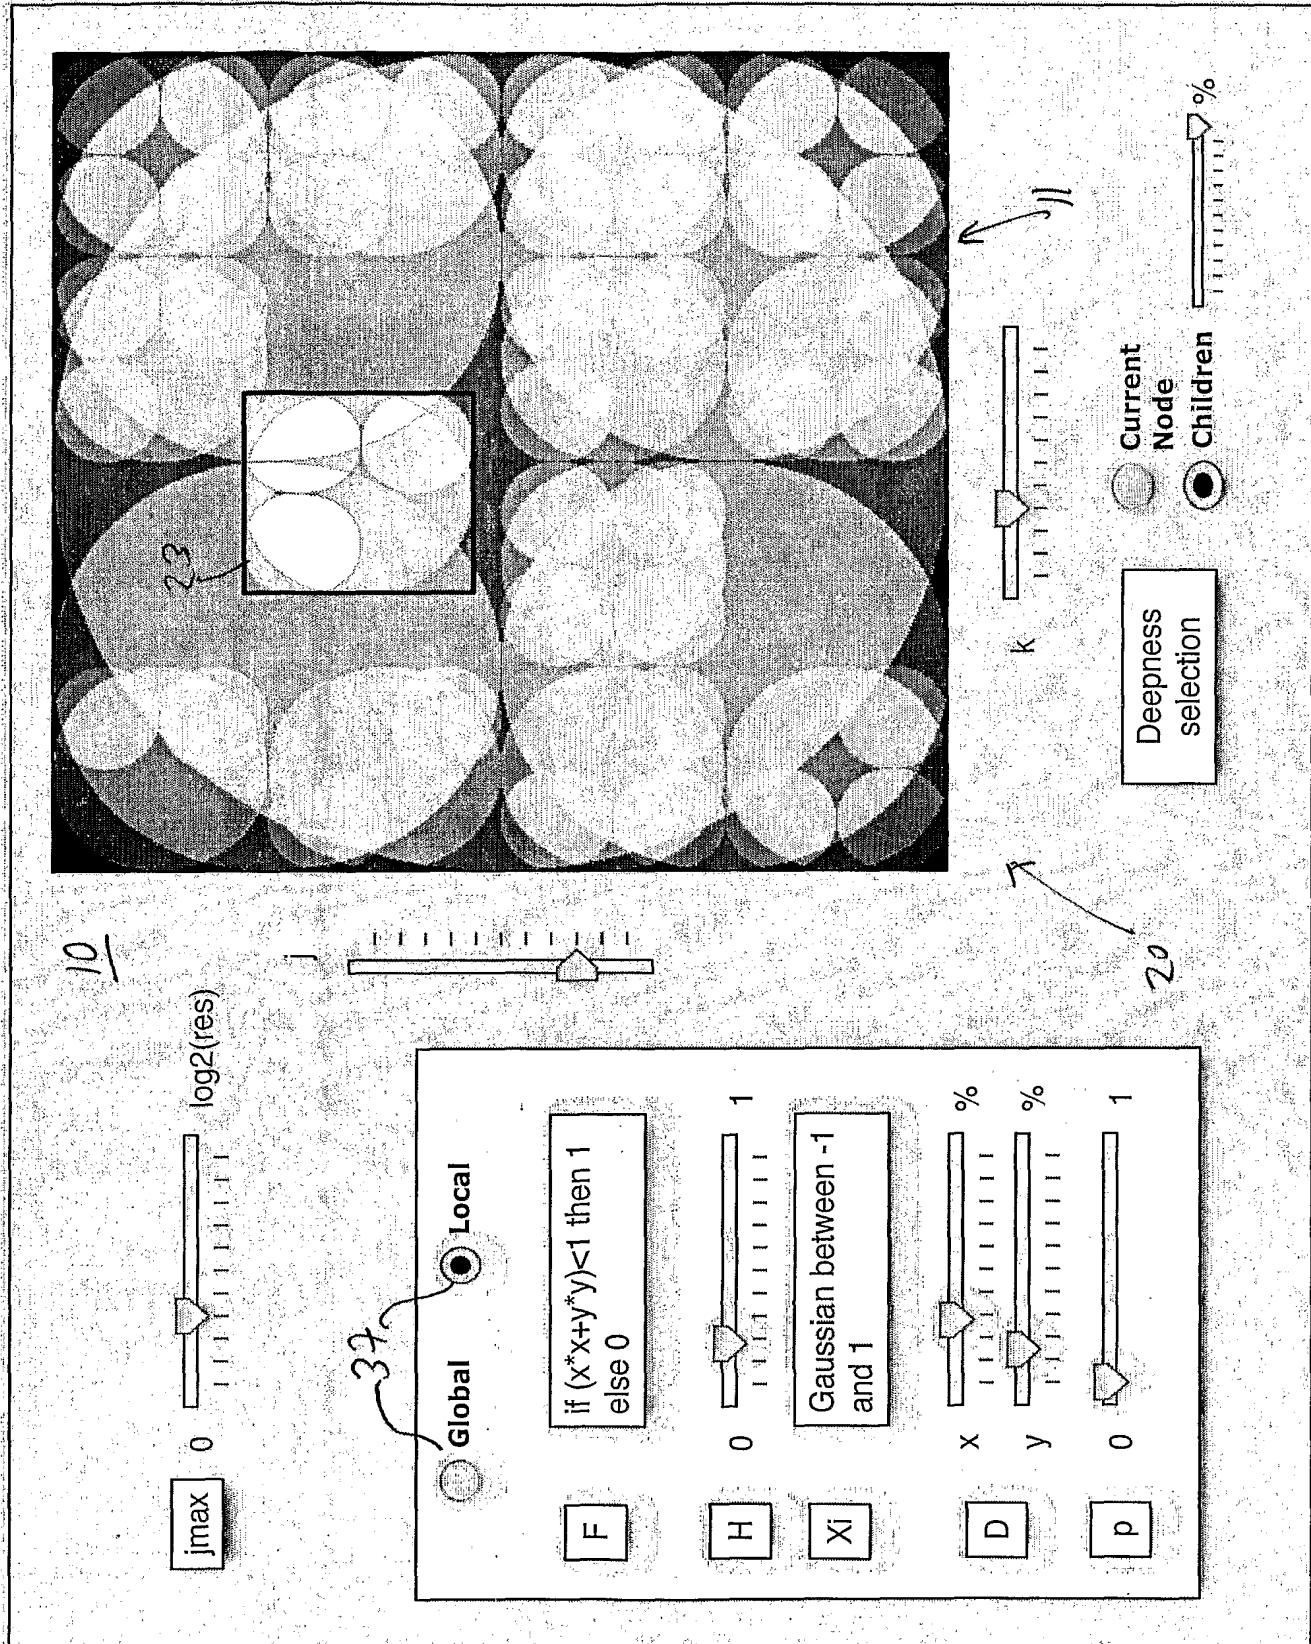 10
jmax
0
log2(res)
37
Global
Local
F
if (x*x+y*y)<1 then 1
else 0
H
0
1
Xi
Gaussian between -1
and 1
D
x
%
y
%
p
0
1
j
23
11
20
k
Deepness
selection
Current
Node
Children
%